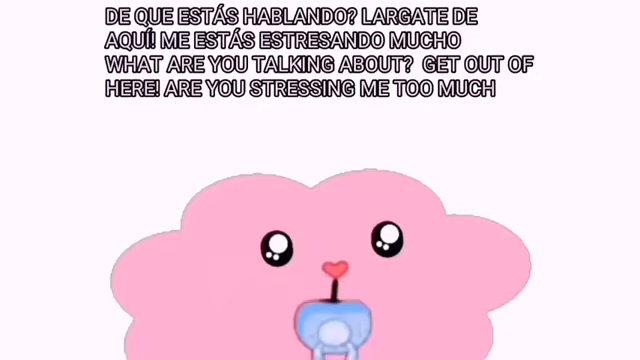 DE QUE ESTÁS HABLANDO? LARGATE DE
AQUÍ! ME ESTÁS ESTRESANDO MUCHO
WHAT ARE YOU TALKING ABOUT? GET OUT OF
HERE! ARE YOU STRESSING ME TOO MUCH